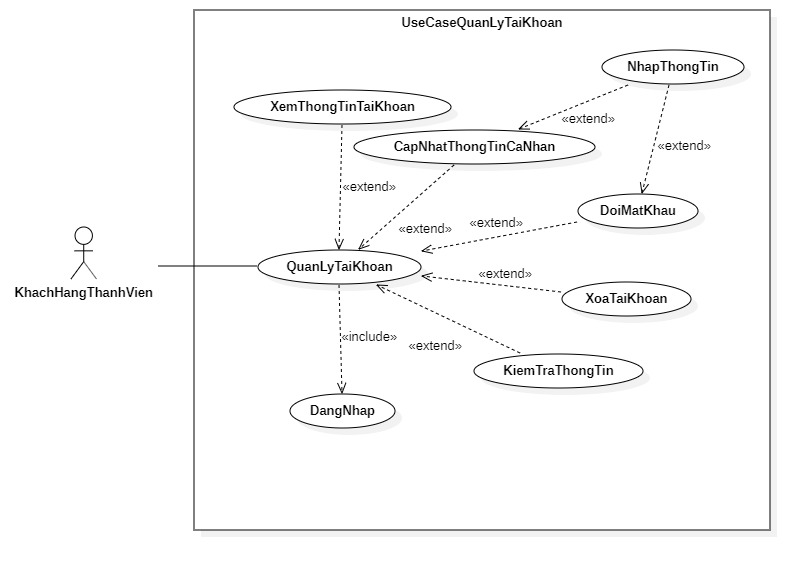 UseCaseQuanLyTaiKhoan
NhapThongTin
XemThongTinTaiKhoan
«extend»
CapNhatThongTinCaNhan
«extend»
«extend»
DoiMatKhau
«extend»
«extend»
KhachHangThanhVien
QuanLyTaiKhoan
«extend»
XoaTaiKhoan
«include»
«extend»
KiemTraThongTin
DangNhap